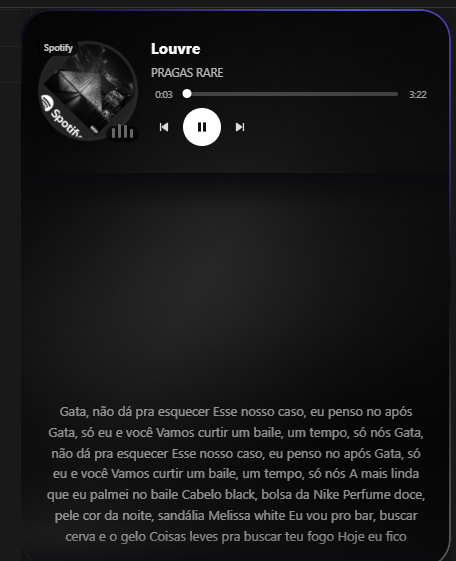 Spotify
Louvre
PRAGAS RARE
0:03
3:22
Spotify
Gata, não dá pra esquecer Esse nosso caso, eu penso no após
Gata, só eu e você Vamos curtir um baile, um tempo, só nós Gata,
não dá pra esquecer Esse nosso caso, eu penso no após Gata, só
eu e você Vamos curtir um baile, um tempo, só nós A mais linda
que eu palmei no baile Cabelo black, bolsa da Nike Perfume doce,
pele cor da noite, sandália Melissa white Eu vou pro bar, buscar
cerva e o gelo Coisas leves pra buscar teu fogo Hoje eu fico